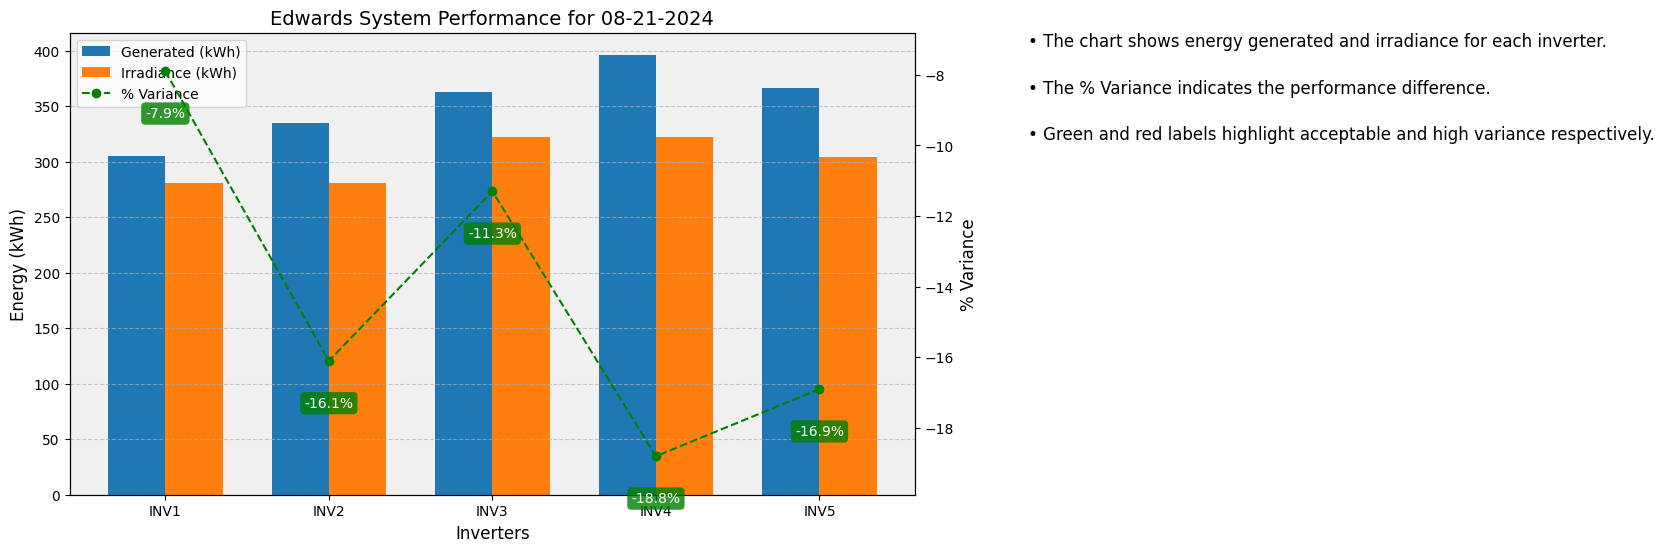 Edwards System Performance for 08-21-2024
Generated (kWh)
Irradiance (kWh)
% Variance
400
350
300
250
200
150
100
50
0
Energy (kWh)
-7.9%
-16.1%
-11.3%
-18.8%
-16.9%
−8
−10
−12
−14
−16
−18
% Variance
INV1
INV2
INV3
INV4
INV5
Inverters
• The chart shows energy generated and irradiance for each inverter.
• The % Variance indicates the performance difference.
• Green and red labels highlight acceptable and high variance respectively.